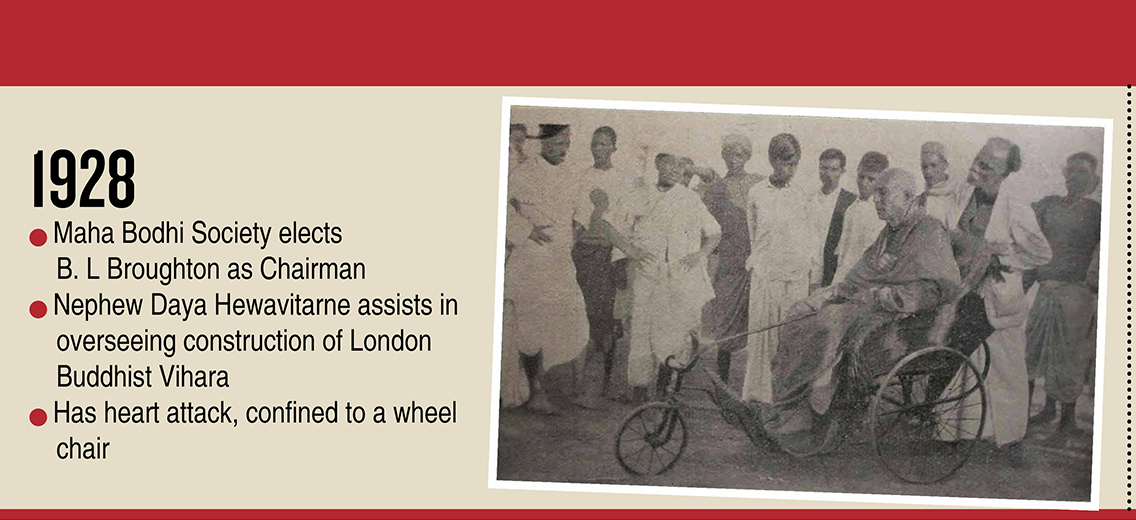 1928
Maha Bodhi Society elects
B. L Broughton as Chairman
Nephew Daya Hewavitarne assists in
overseeing construction of London
Buddhist Vihara
Has heart attack, confined to a wheel
chair